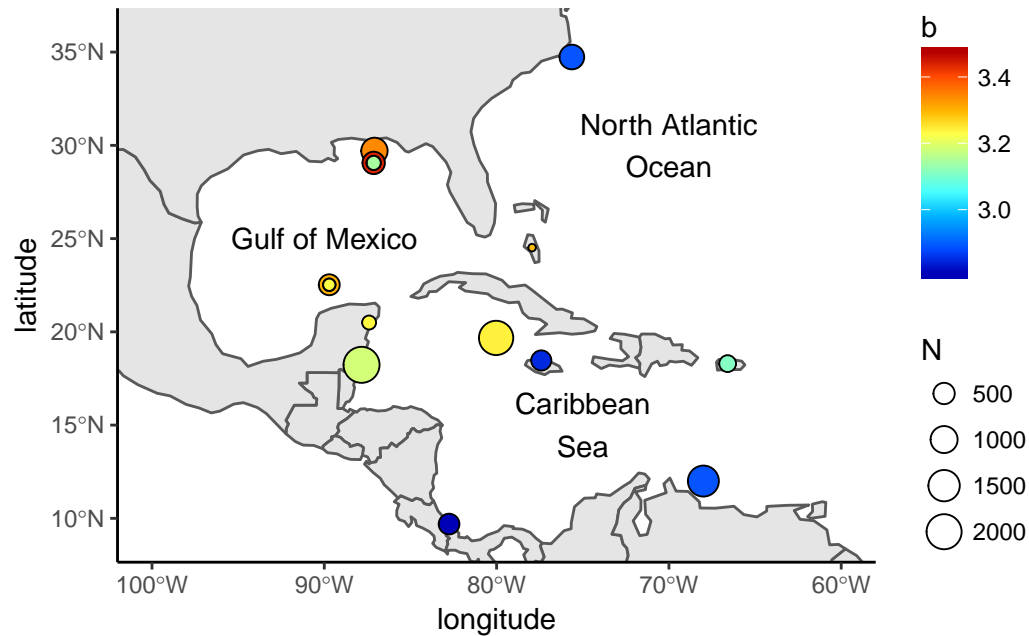 35°N
30°N
25°N
20°N
15°N
10°N
latitude
100°W
90°W
80°W
70°W
60°W
longitude
North Atlantic
Ocean
Gulf of Mexico
Caribbean
Sea
b
3.4
3.2
3.0
N
500
1000
1500
2000